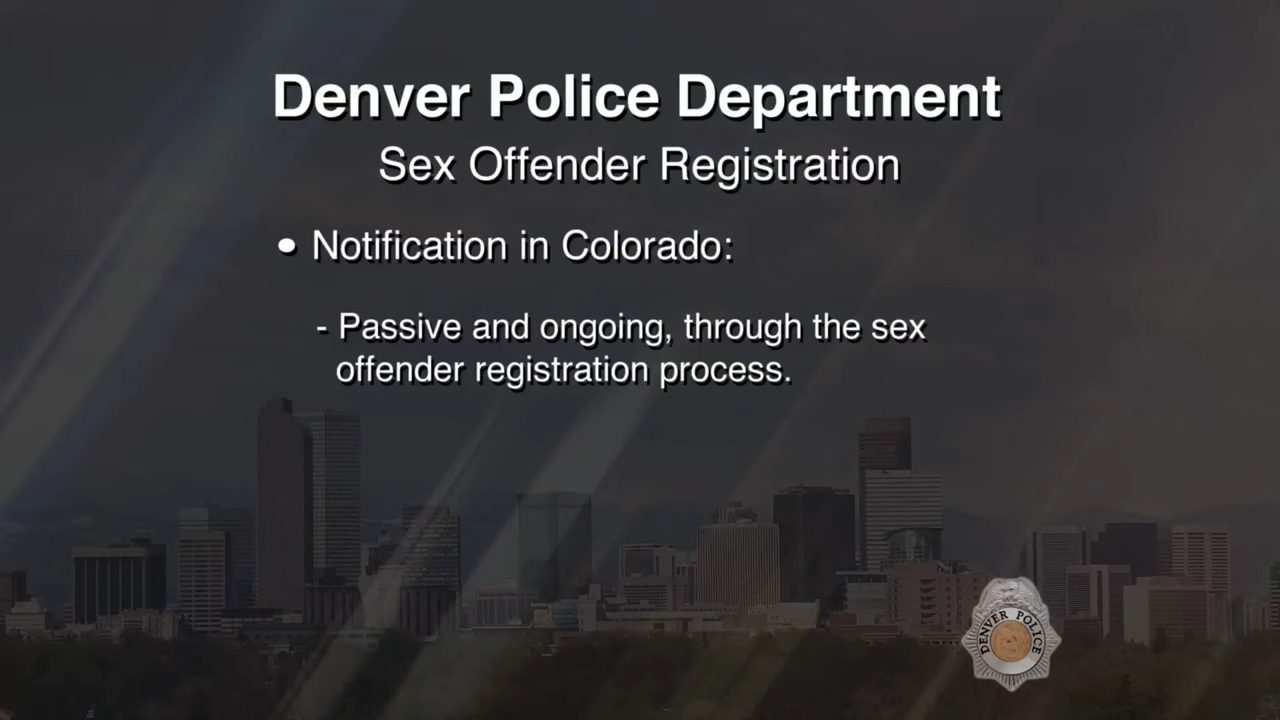 Denver Police Department
Sex Offender Registration
• Notification in Colorado:
- Passive and ongoing, through the sex
offender registration process.
DENVER POLICE